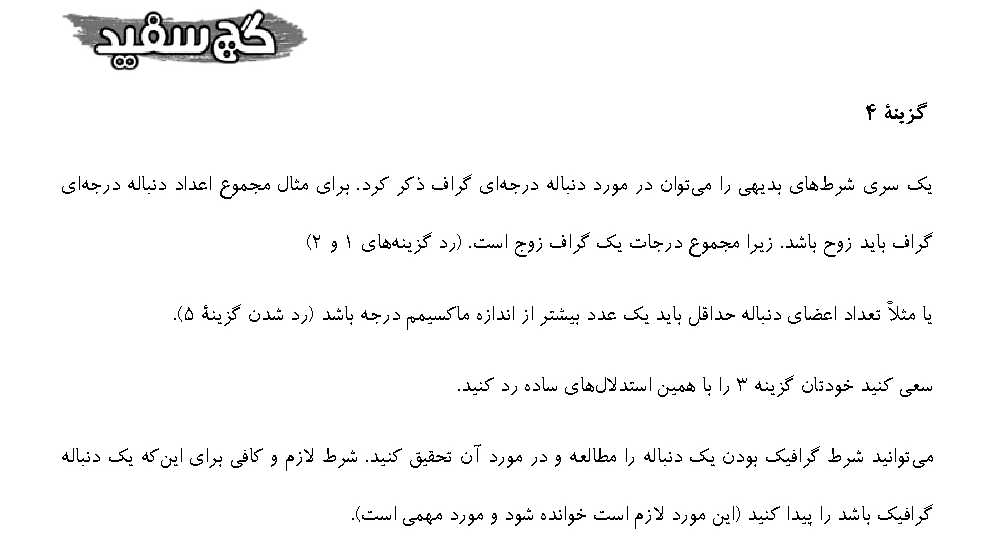 گچ سفید
گزینهٔ ۴
یک سری شرط‌های بدیهی را می‌توان در مورد دنباله درجه‌ای گراف ذکر کرد. برای مثال مجموع اعداد دنباله درجه‌ای
گراف باید زوج باشد. زیرا مجموع درجات یک گراف زوج است. (رد گزینه‌های ۱ و ۲)
یا مثلاً تعداد اعضای دنباله حداقل باید یک عدد بیشتر از اندازه ماکسیمم درجه باشد (رد شدن گزینهٔ ۵).
سعی کنید خودتان گزینه ۳ را با همین استدلال‌های ساده رد کنید.
می‌توانید شرط گرافیک بودن یک دنباله را مطالعه و در مورد آن تحقیق کنید. شرط لازم و کافی برای این‌که یک دنباله
گرافیک باشد را پیدا کنید (این مورد لازم است خوانده شود و مورد مهمی است).